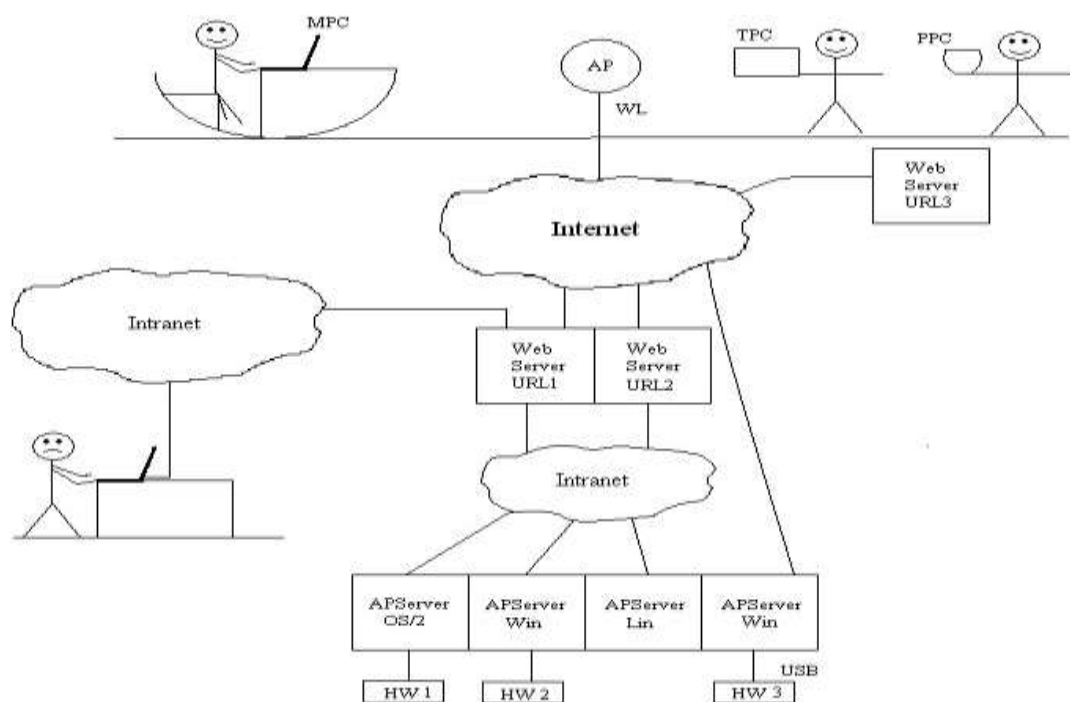 MPC
TPC
PPC
AP
WL
Web
Server
URL3
Internet
Intranet
Web
Server
URL1
Web
Server
URL2
Intranet
APServer
OS/2
APServer
Win
APServer
Lin
APServer
Win
USB
HW 1
HW 2
HW 3